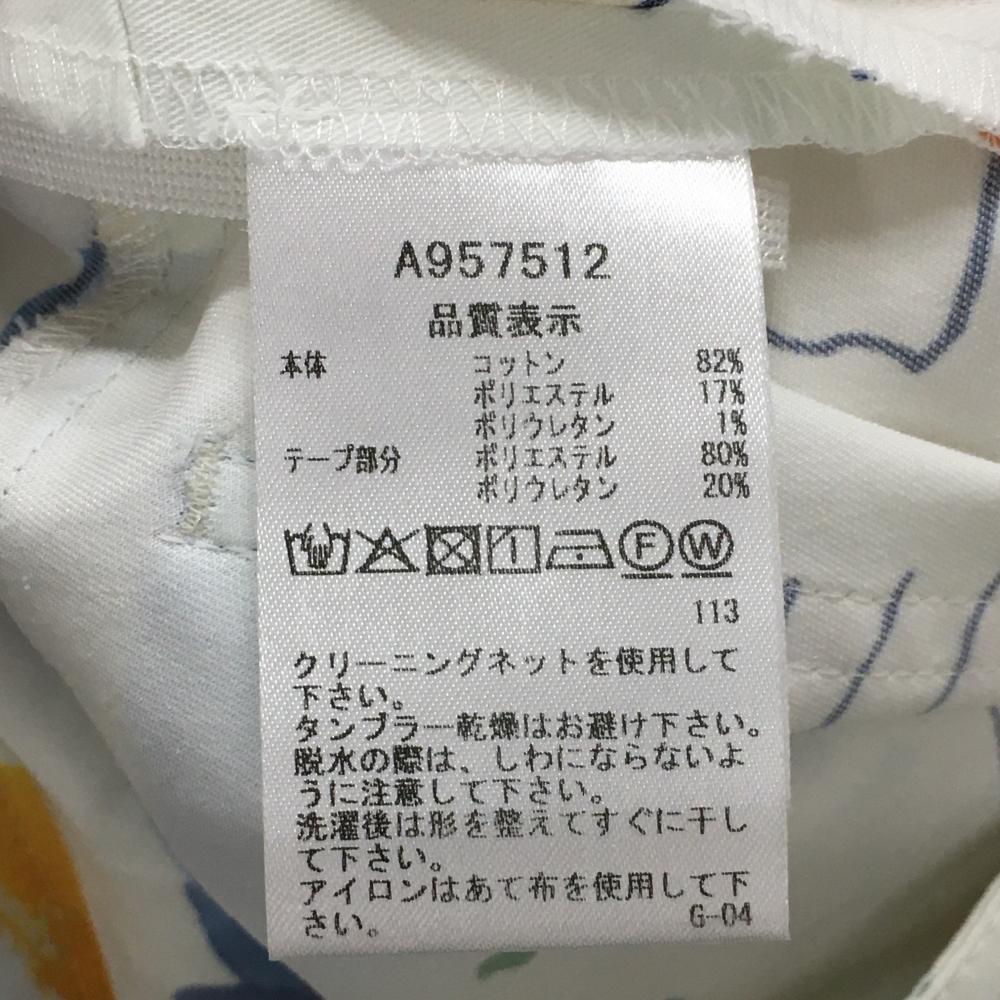 A957512
品質表示
本体 コットン 82%
ポリエステル 17%
ポリウレタン 1%
テープ部分 ポリエステル 80%
ポリウレタン 20%
F W
113
クリーニングネットを使用して
下さい。
タンブラー乾燥はお避け下さい。
脱水の際は、しわにならないよ
うに注意して下さい。
洗濯後は形を整えてすぐに干し
て下さい。
アイロンはあて布を使用して下
さい。 G-04